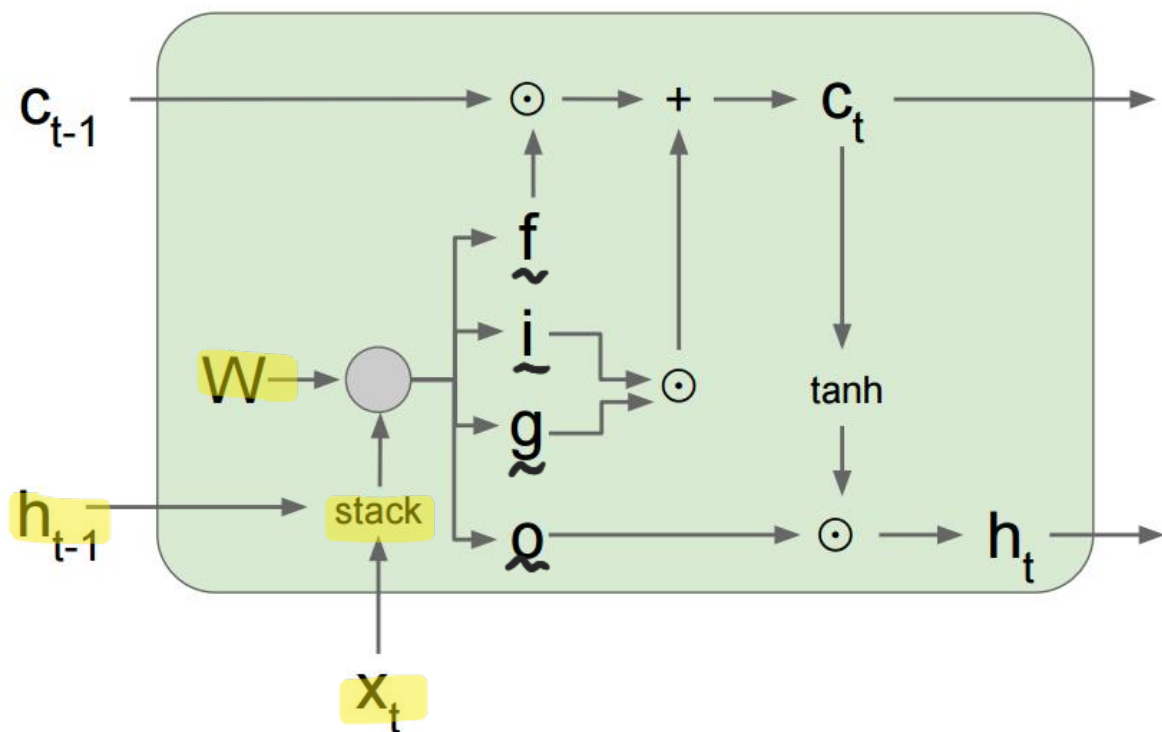 c_{t-1} ⊙ + c_t
f
i
W ⊙ tanh
g
h_{t-1} stack
o ⊙ h_t
x_t